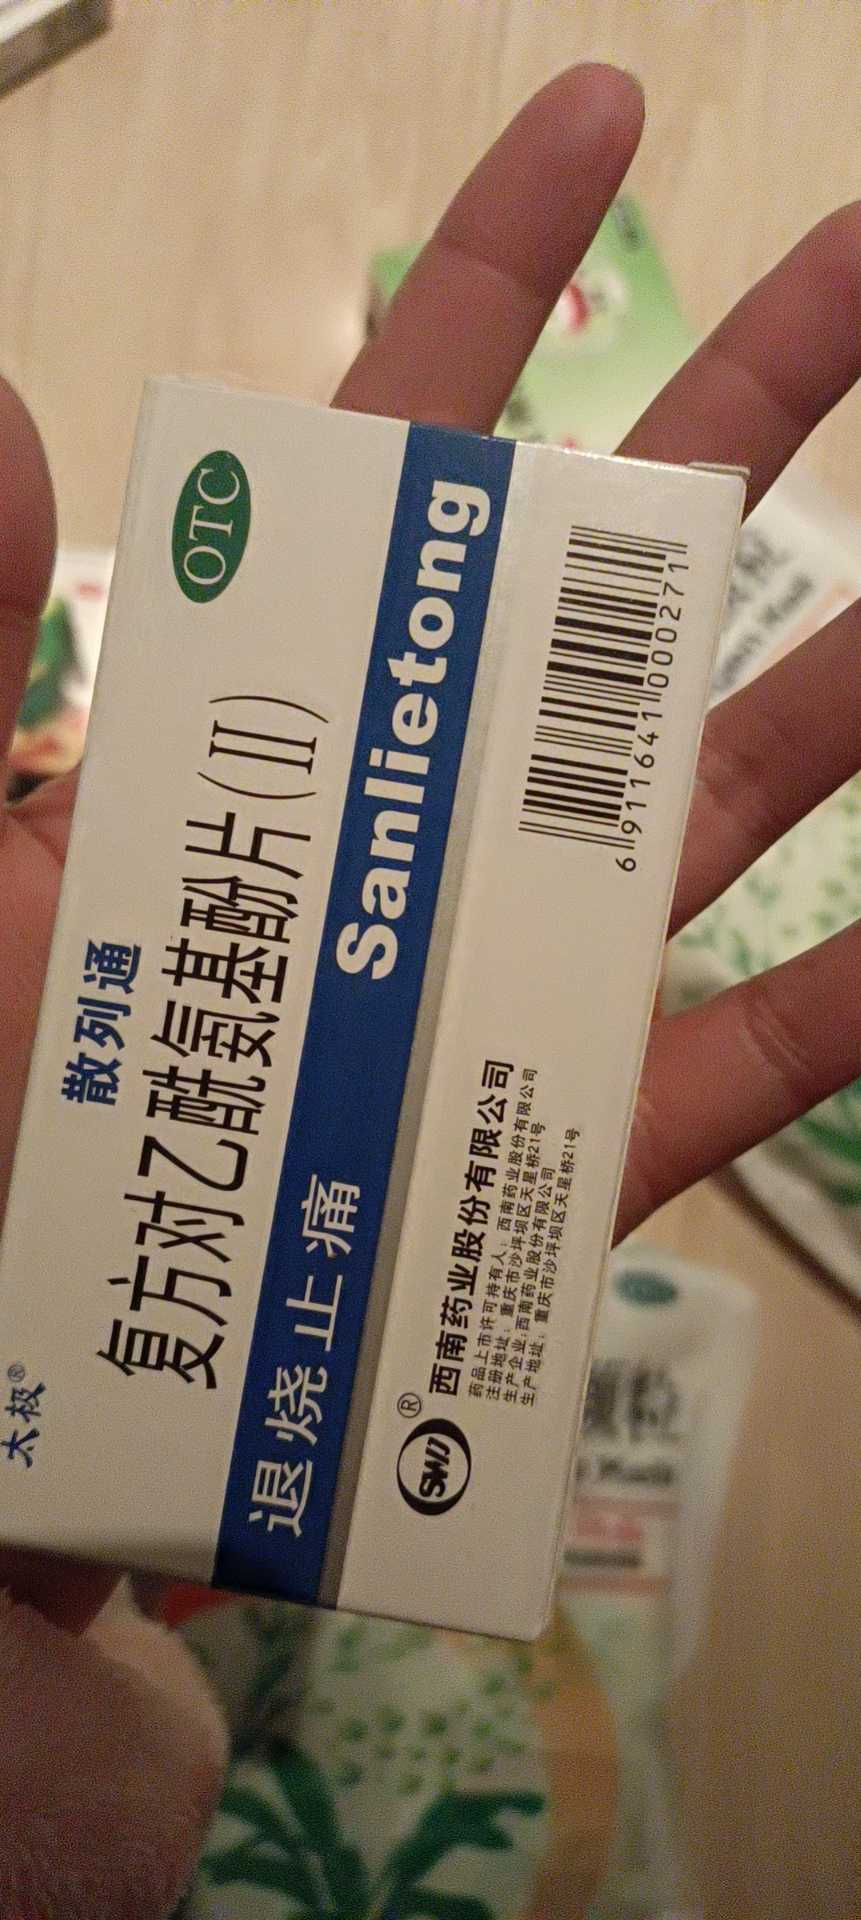 太极®
散列通
OTC
复方对乙酰氨基酚片(II)
退烧止痛 Sanlietong
SWD ®
西南药业股份有限公司
药品上市许可持有人：西南药业股份有限公司
注册地址：重庆市沙坪坝区天星桥21号
生产企业：西南药业股份有限公司
生产地址：重庆市沙坪坝区天星桥21号
6 911641 000271